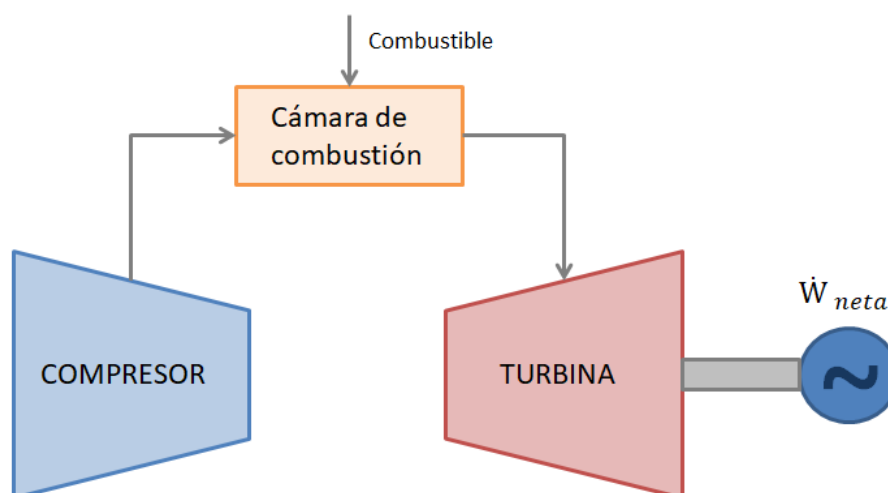 Combustible
Cámara de
combustión
Ẇ neta
COMPRESOR
TURBINA
~